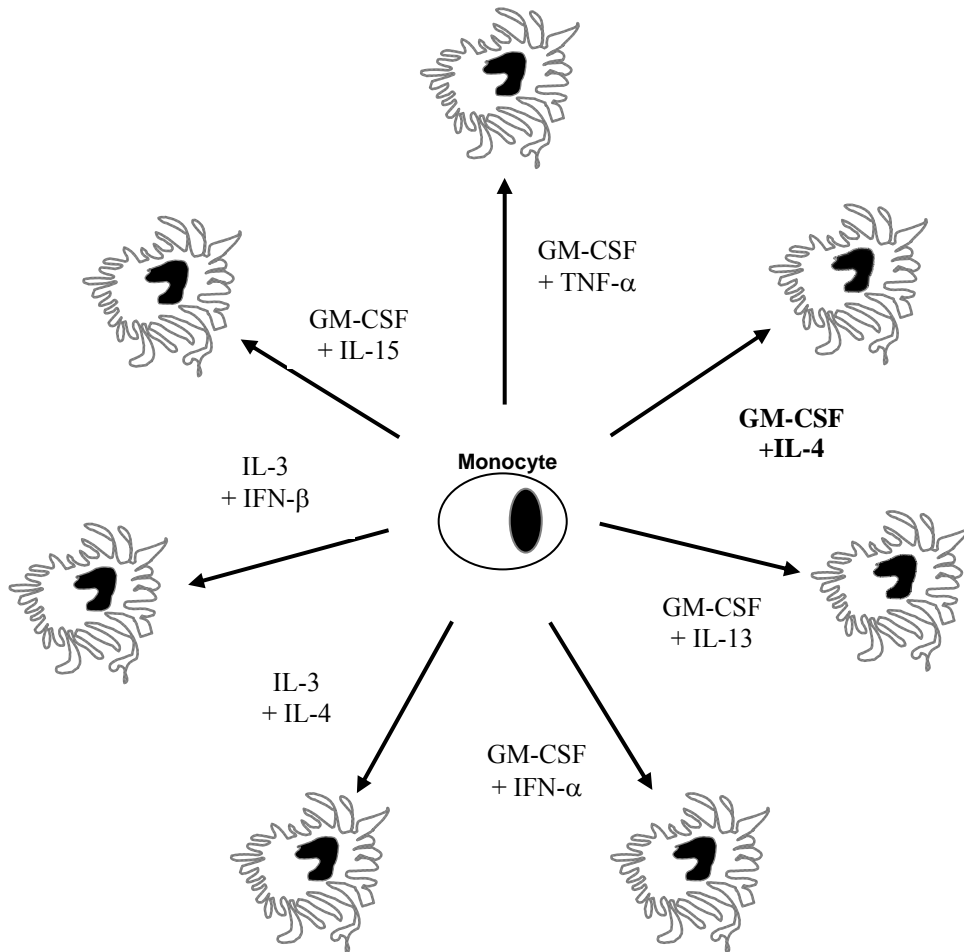 GM-CSF
+ TNF-α
GM-CSF
+ IL-15
GM-CSF
+IL-4
Monocyte
IL-3
+ IFN-β
GM-CSF
+ IL-13
IL-3
+ IL-4
GM-CSF
+ IFN-α